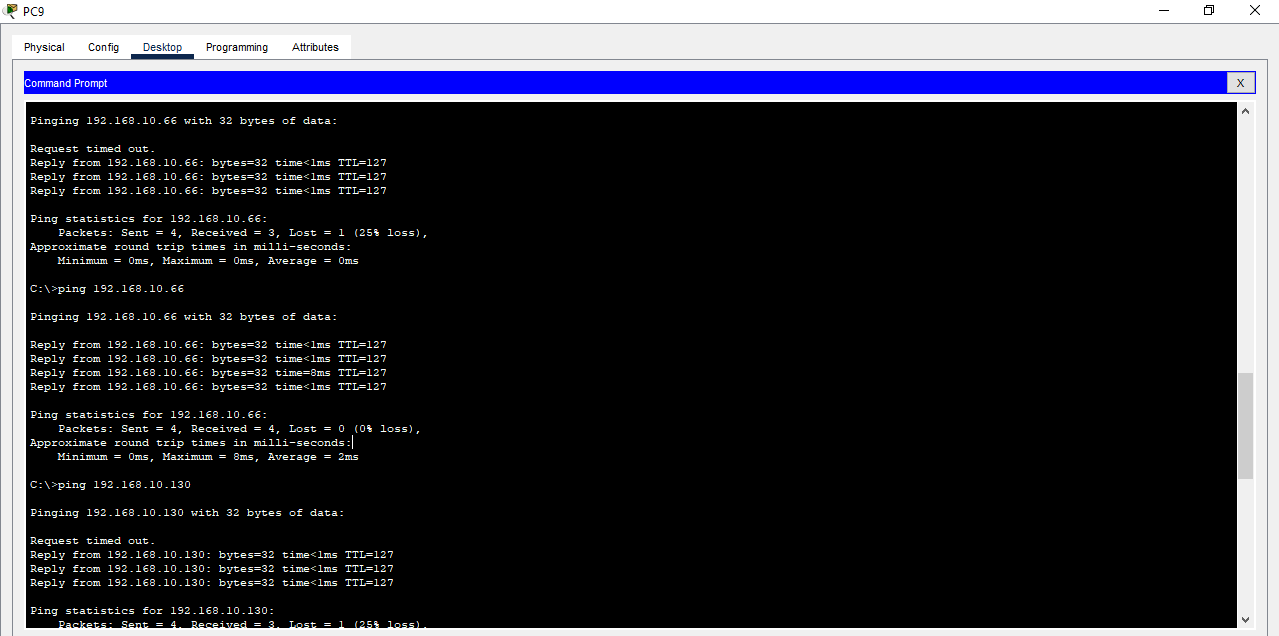 PC9
Physical Config Desktop Programming Attributes
Command Prompt
X
Pinging 192.168.10.66 with 32 bytes of data:
Request timed out.
Reply from 192.168.10.66: bytes=32 time<1ms TTL=127
Reply from 192.168.10.66: bytes=32 time<1ms TTL=127
Reply from 192.168.10.66: bytes=32 time<1ms TTL=127
Ping statistics for 192.168.10.66:
Packets: Sent = 4, Received = 3, Lost = 1 (25% loss),
Approximate round trip times in milli-seconds:
Minimum = 0ms, Maximum = 0ms, Average = 0ms
C:\>ping 192.168.10.66
Pinging 192.168.10.66 with 32 bytes of data:
Reply from 192.168.10.66: bytes=32 time<1ms TTL=127
Reply from 192.168.10.66: bytes=32 time<1ms TTL=127
Reply from 192.168.10.66: bytes=32 time=8ms TTL=127
Reply from 192.168.10.66: bytes=32 time<1ms TTL=127
Ping statistics for 192.168.10.66:
Packets: Sent = 4, Received = 4, Lost = 0 (0% loss),
Approximate round trip times in milli-seconds:
Minimum = 0ms, Maximum = 8ms, Average = 2ms
C:\>ping 192.168.10.130
Pinging 192.168.10.130 with 32 bytes of data:
Request timed out.
Reply from 192.168.10.130: bytes=32 time<1ms TTL=127
Reply from 192.168.10.130: bytes=32 time<1ms TTL=127
Reply from 192.168.10.130: bytes=32 time<1ms TTL=127
Ping statistics for 192.168.10.130:
Packets: Sent = 4, Received = 3, Lost = 1 (25% loss),